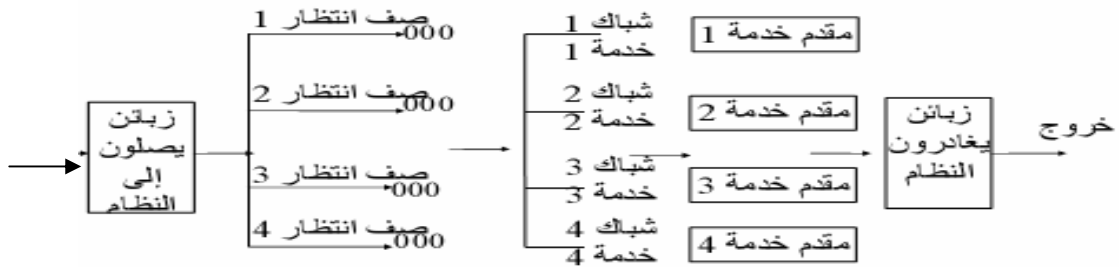 زبائن
يصلون
إلى
النظام
صف انتظار 1
000
صف انتظار 2
000
صف انتظار 3
000
صف انتظار 4
000
شباك 1
خدمة 1
شباك 2
خدمة 2
شباك 3
خدمة 3
شباك 4
خدمة 4
مقدم خدمة 1
مقدم خدمة 2
مقدم خدمة 3
مقدم خدمة 4
زبائن
يغادرون
النظام
خروج